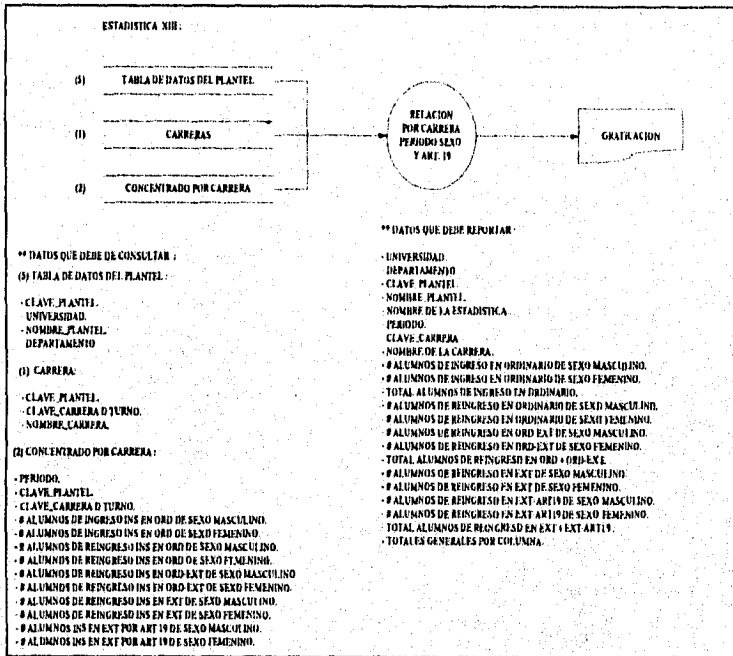 ESTADISTICA XIII :
(5) TABLA DE DATOS DEL PLANTEL
(1) CARRERAS
(2) CONCENTRADO POR CARRERA
RELACION
POR CARRERA
PERIODO SEXO
Y ART. 19
GRAFICACION
** DATOS QUE DEBE DE CONSULTAR :
(5) TABLA DE DATOS DEL PLANTEL :
- CLAVE_PLANTEL.
UNIVERSIDAD.
- NOMBRE_PLANTEL.
DEPARTAMENTO
(1) CARRERA:
- CLAVE_PLANTEL.
- CLAVE_CARRERA D TURNO.
- NOMBRE_CARRERA.
(2) CONCENTRADO POR CARRERA :
- PERIODO.
- CLAVE_PLANTEL.
- CLAVE_CARRERA D TURNO.
- # ALUMNOS DE INGRESO INS EN ORD DE SEXO MASCULINO.
- # ALUMNOS DE INGRESO INS EN ORD DE SEXO FEMENINO.
- # ALUMNOS DE REINGRESO INS EN ORD DE SEXO MASCULINO.
- # ALUMNOS DE REINGRESO INS EN ORD DE SEXO FEMENINO.
- # ALUMNOS DE REINGRESO INS EN ORD-EXT DE SEXO MASCULINO
- # ALUMNOS DE REINGRESO INS EN ORD-EXT DE SEXO FEMENINO.
- # ALUMNOS DE REINGRESO INS EN EXT DE SEXO MASCULINO.
- # ALUMNOS DE REINGRESO INS EN EXT DE SEXO FEMENINO.
- # ALUMNOS INS EN EXT POR ART 19 DE SEXO MASCULINO.
- # ALUMNOS INS EN EXT POR ART 19 DE SEXO FEMENINO.
** DATOS QUE DEBE REPORTAR :
- UNIVERSIDAD.
DEPARTAMENTO
- CLAVE_PLANTEL.
- NOMBRE_PLANTEL.
- NOMBRE DE LA ESTADISTICA.
- PERIODO.
CLAVE_CARRERA
- NOMBRE DE LA CARRERA.
- # ALUMNOS DE INGRESO EN ORDINARIO DE SEXO MASCULINO.
- # ALUMNOS DE INGRESO EN ORDINARIO DE SEXO FEMENINO.
- TOTAL ALUMNOS DE INGRESO EN ORDINARIO.
- # ALUMNOS DE REINGRESO EN ORDINARIO DE SEXO MASCULINO.
- # ALUMNOS DE REINGRESO EN ORDINARIO DE SEXO FEMENINO.
- # ALUMNOS DE REINGRESO EN ORD EXT DE SEXO MASCULINO.
- # ALUMNOS DE REINGRESO EN ORD-EXT DE SEXO FEMENINO.
- TOTAL ALUMNOS DE REINGRESO EN ORD + ORD-EXT.
- # ALUMNOS DE REINGRESO EN EXT DE SEXO MASCULINO.
- # ALUMNOS DE REINGRESO EN EXT DE SEXO FEMENINO.
- # ALUMNOS DE REINGRESO EN EXT-ART19 DE SEXO MASCULINO.
- # ALUMNOS DE REINGRESO EN EXT ART19 DE SEXO FEMENINO.
- TOTAL ALUMNOS DE REINGRESO EN EXT + EXT-ART19.
- TOTALES GENERALES POR COLUMNA.